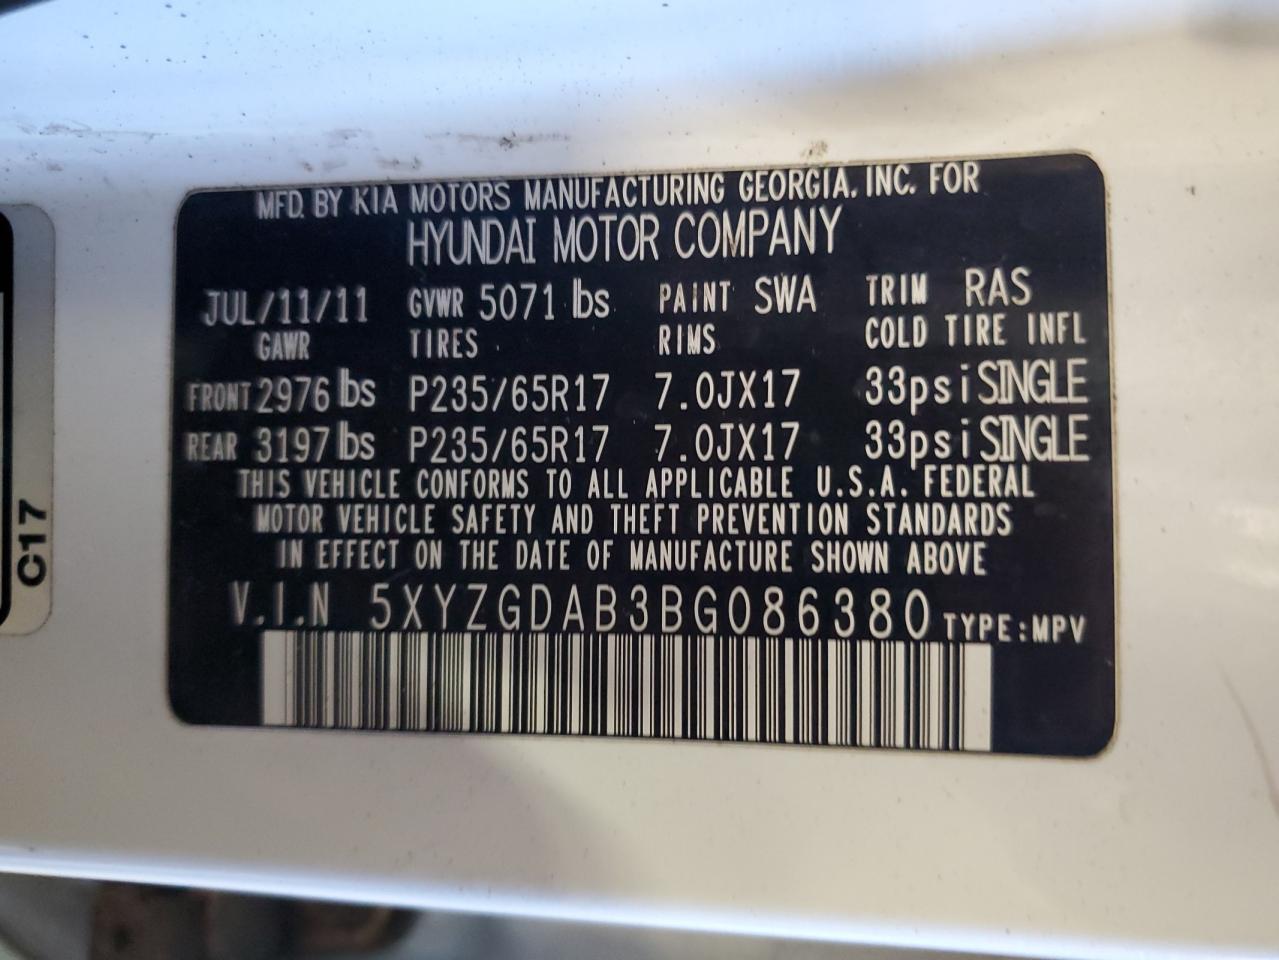 MFD. BY KIA MOTORS MANUFACTURING GEORGIA, INC. FOR
HYUNDAI MOTOR COMPANY
JUL/11/11 GVWR 5071 lbs PAINT SWA TRIM RAS
GAWR TIRES RIMS COLD TIRE INFL
FRONT 2976 lbs P235/65R17 7.0JX17 33psi SINGLE
REAR 3197 lbs P235/65R17 7.0JX17 33psi SINGLE
THIS VEHICLE CONFORMS TO ALL APPLICABLE U.S.A. FEDERAL
MOTOR VEHICLE SAFETY AND THEFT PREVENTION STANDARDS
IN EFFECT ON THE DATE OF MANUFACTURE SHOWN ABOVE
V.I.N 5XYZGDAB3BG086380 TYPE:MPV
C17